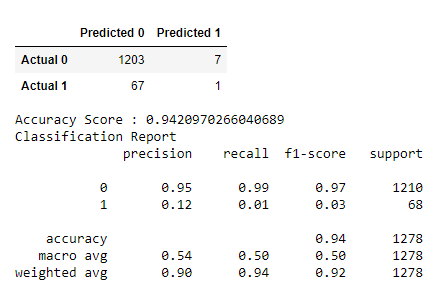 Predicted 0 Predicted 1
Actual 0 1203 7
Actual 1 67 1
Accuracy Score : 0.9420970266040689
Classification Report
precision recall f1-score support
0 0.95 0.99 0.97 1210
1 0.12 0.01 0.03 68
accuracy 0.94 1278
macro avg 0.54 0.50 0.50 1278
weighted avg 0.90 0.94 0.92 1278